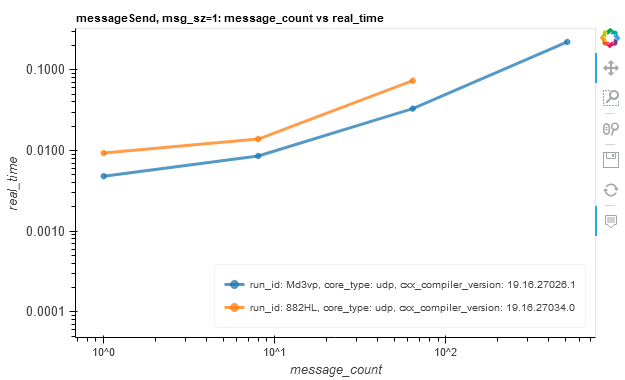 messageSend, msg_sz=1: message_count vs real_time
0.1000
0.0100
0.0010
0.0001
real_time
10^0
10^1
10^2
message_count
run_id: Md3vp, core_type: udp, cxx_compiler_version: 19.16.27026.1
run_id: 882HL, core_type: udp, cxx_compiler_version: 19.16.27034.0